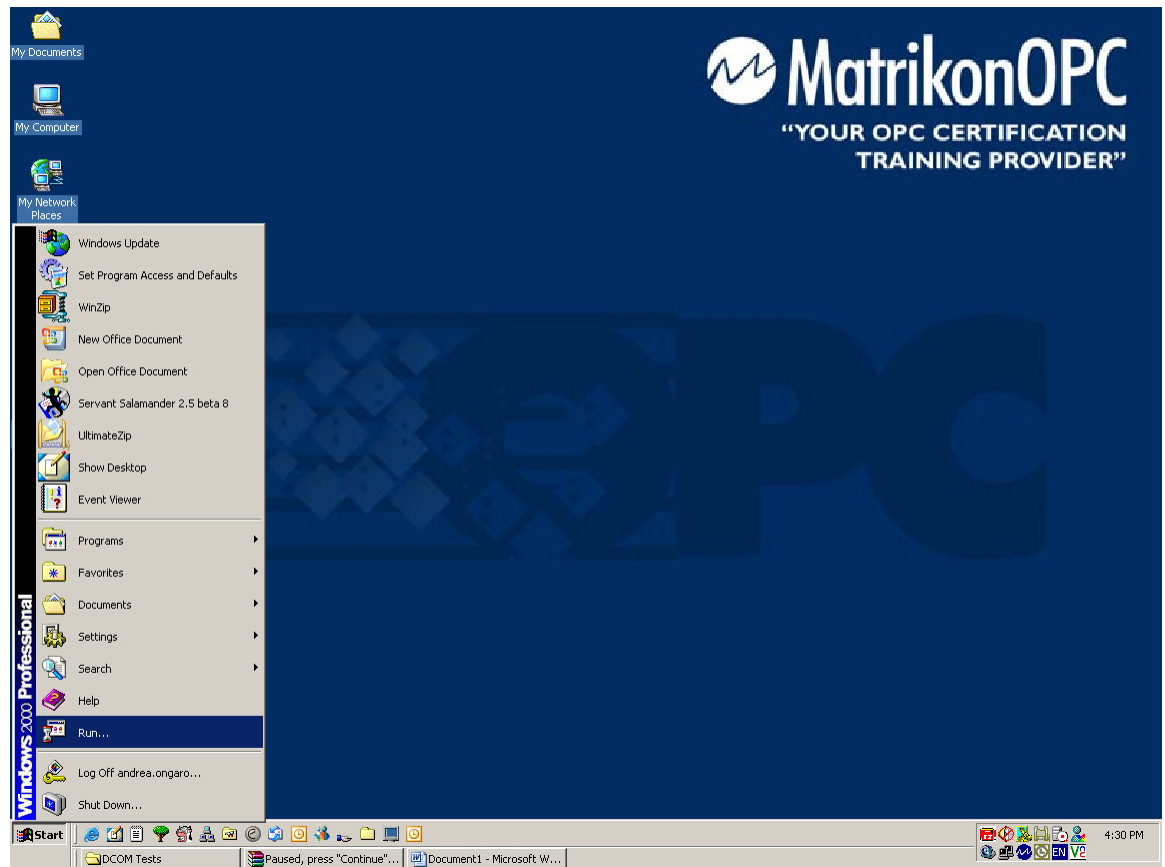 My Documents
My Computer
My Network
Places
MatrikonOPC
“YOUR OPC CERTIFICATION
TRAINING PROVIDER”
OPC
Windows 2000 Professional
Windows Update
Set Program Access and Defaults
WinZip
New Office Document
Open Office Document
Servant Salamander 2.5 beta 8
UltimateZip
Show Desktop
Event Viewer
Programs
Favorites
Documents
Settings
Search
Help
Run...
Log Off andrea.ongaro...
Shut Down...
Start
4:30 PM
EN
DCOM Tests
Paused, press "Continue"...
Document1 - Microsoft W...